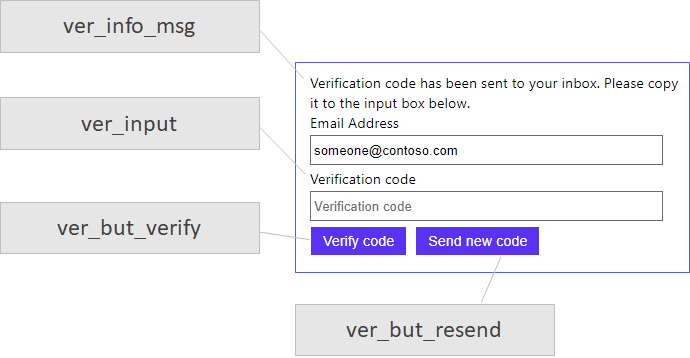 ver_info_msg
Verification code has been sent to your inbox. Please copy
it to the input box below.
Email Address
ver_input
someone@contoso.com
Verification code
Verification code
ver_but_verify
Verify code
Send new code
ver_but_resend